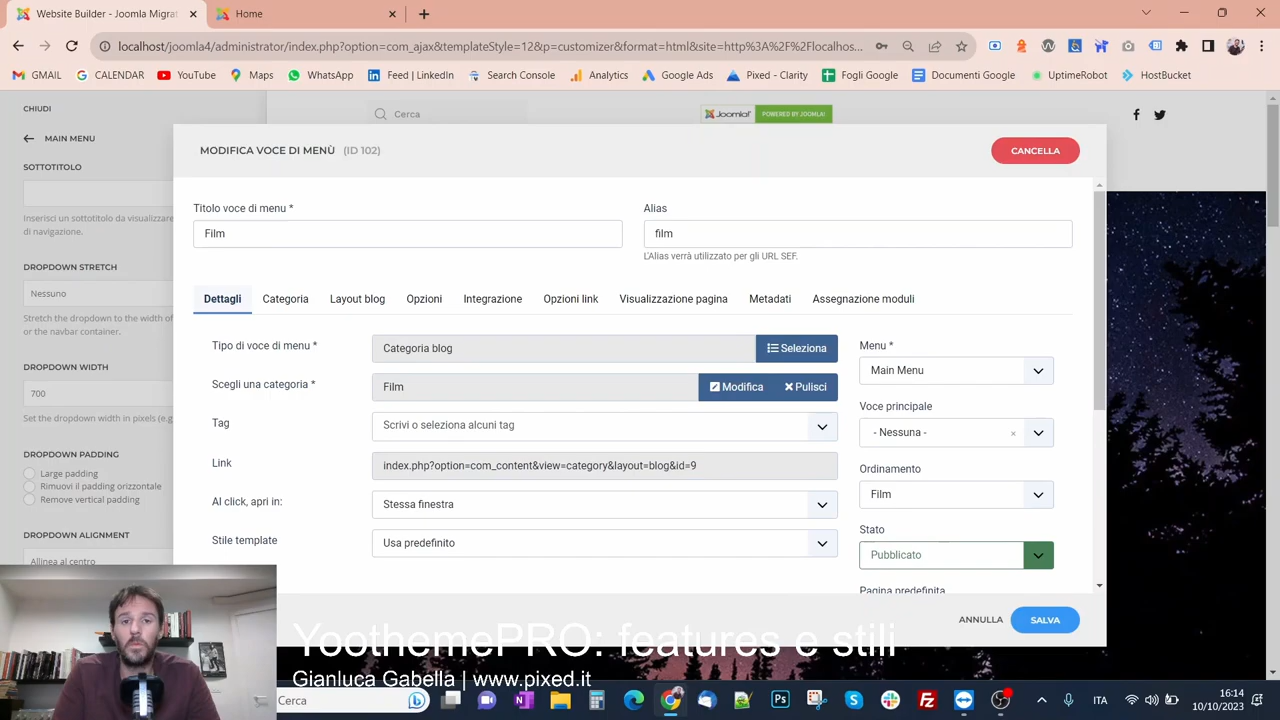 Website Builder - Joomla Migrat
Home
localhost/joomla4/administrator/index.php?option=com_ajax&templateStyle=12&p=customizer&format=html&site=http%3A%2F%2Flocalhos...
GMAIL
CALENDAR
YouTube
Maps
WhatsApp
Feed | LinkedIn
Search Console
Analytics
Google Ads
Pixed - Clarity
Fogli Google
Documenti Google
UptimeRobot
HostBucket
CHIUDI
Cerca
Joomla!
POWERED BY JOOMLA!
MAIN MENU
SOTTOTITOLO
Inserisci un sottotitolo da visualizzare
di navigazione.
DROPDOWN STRETCH
Nessuno
Stretch the dropdown to the width of
or the navbar container.
DROPDOWN WIDTH
700
Set the dropdown width in pixels (e.g
DROPDOWN PADDING
Large padding
Rimuovi il padding orizzontale
Remove vertical padding
DROPDOWN ALIGNMENT
Allinea al centro
MODIFICA VOCE DI MENÙ (ID 102)
CANCELLA
Titolo voce di menu *
Alias
Film
film
L'Alias verrà utilizzato per gli URL SEF.
Dettagli
Categoria
Layout blog
Opzioni
Integrazione
Opzioni link
Visualizzazione pagina
Metadati
Assegnazione moduli
Tipo di voce di menu *
Categoria blog
Seleziona
Scegli una categoria *
Film
Modifica
Pulisci
Tag
Scrivi o seleziona alcuni tag
Link
index.php?option=com_content&view=category&layout=blog&id=9
Al click, apri in:
Stessa finestra
Stile template
Usa predefinito
Menu *
Main Menu
Voce principale
- Nessuna -
Ordinamento
Film
Stato
Pubblicato
Pagina predefinita
ANNULLA
SALVA
YoothemePRO: features e stili
Gianluca Gabella | www.pixed.it
Cerca
ITA
16:14
10/10/2023